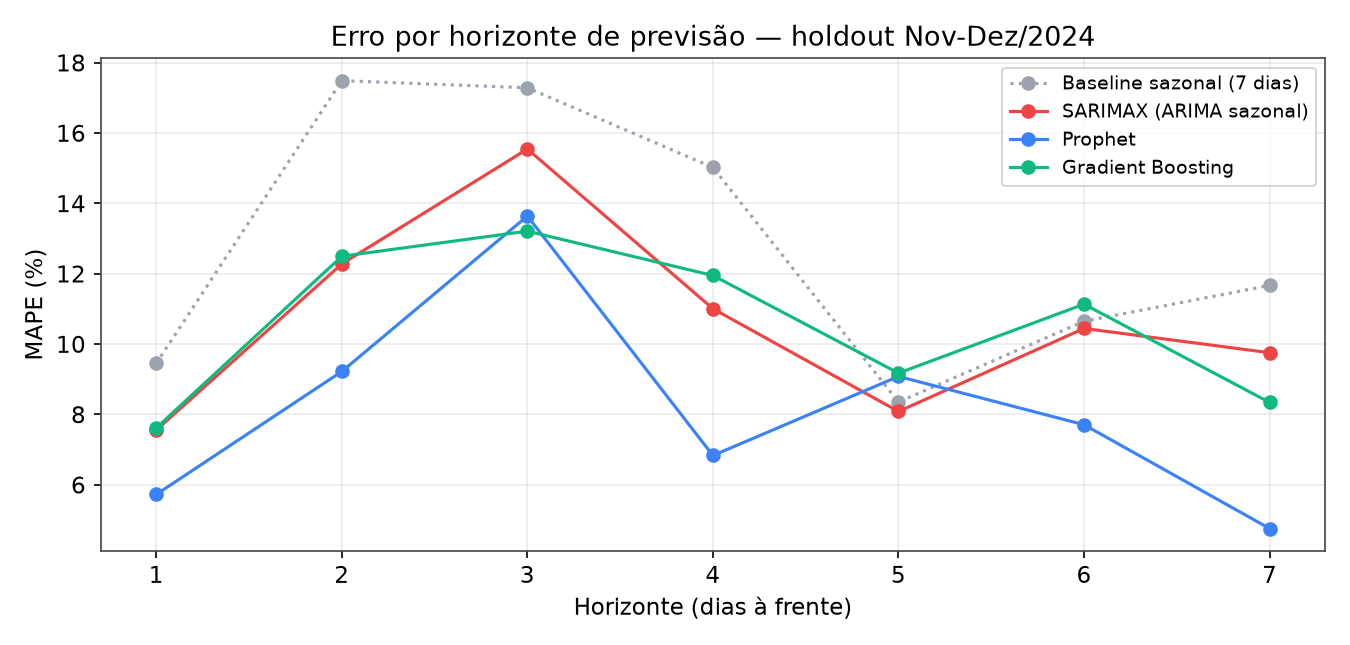 Erro por horizonte de previsão — holdout Nov-Dez/2024
MAPE (%)
18
16
14
12
10
8
6
Baseline sazonal (7 dias)
SARIMAX (ARIMA sazonal)
Prophet
Gradient Boosting
1 2 3 4 5 6 7
Horizonte (dias à frente)